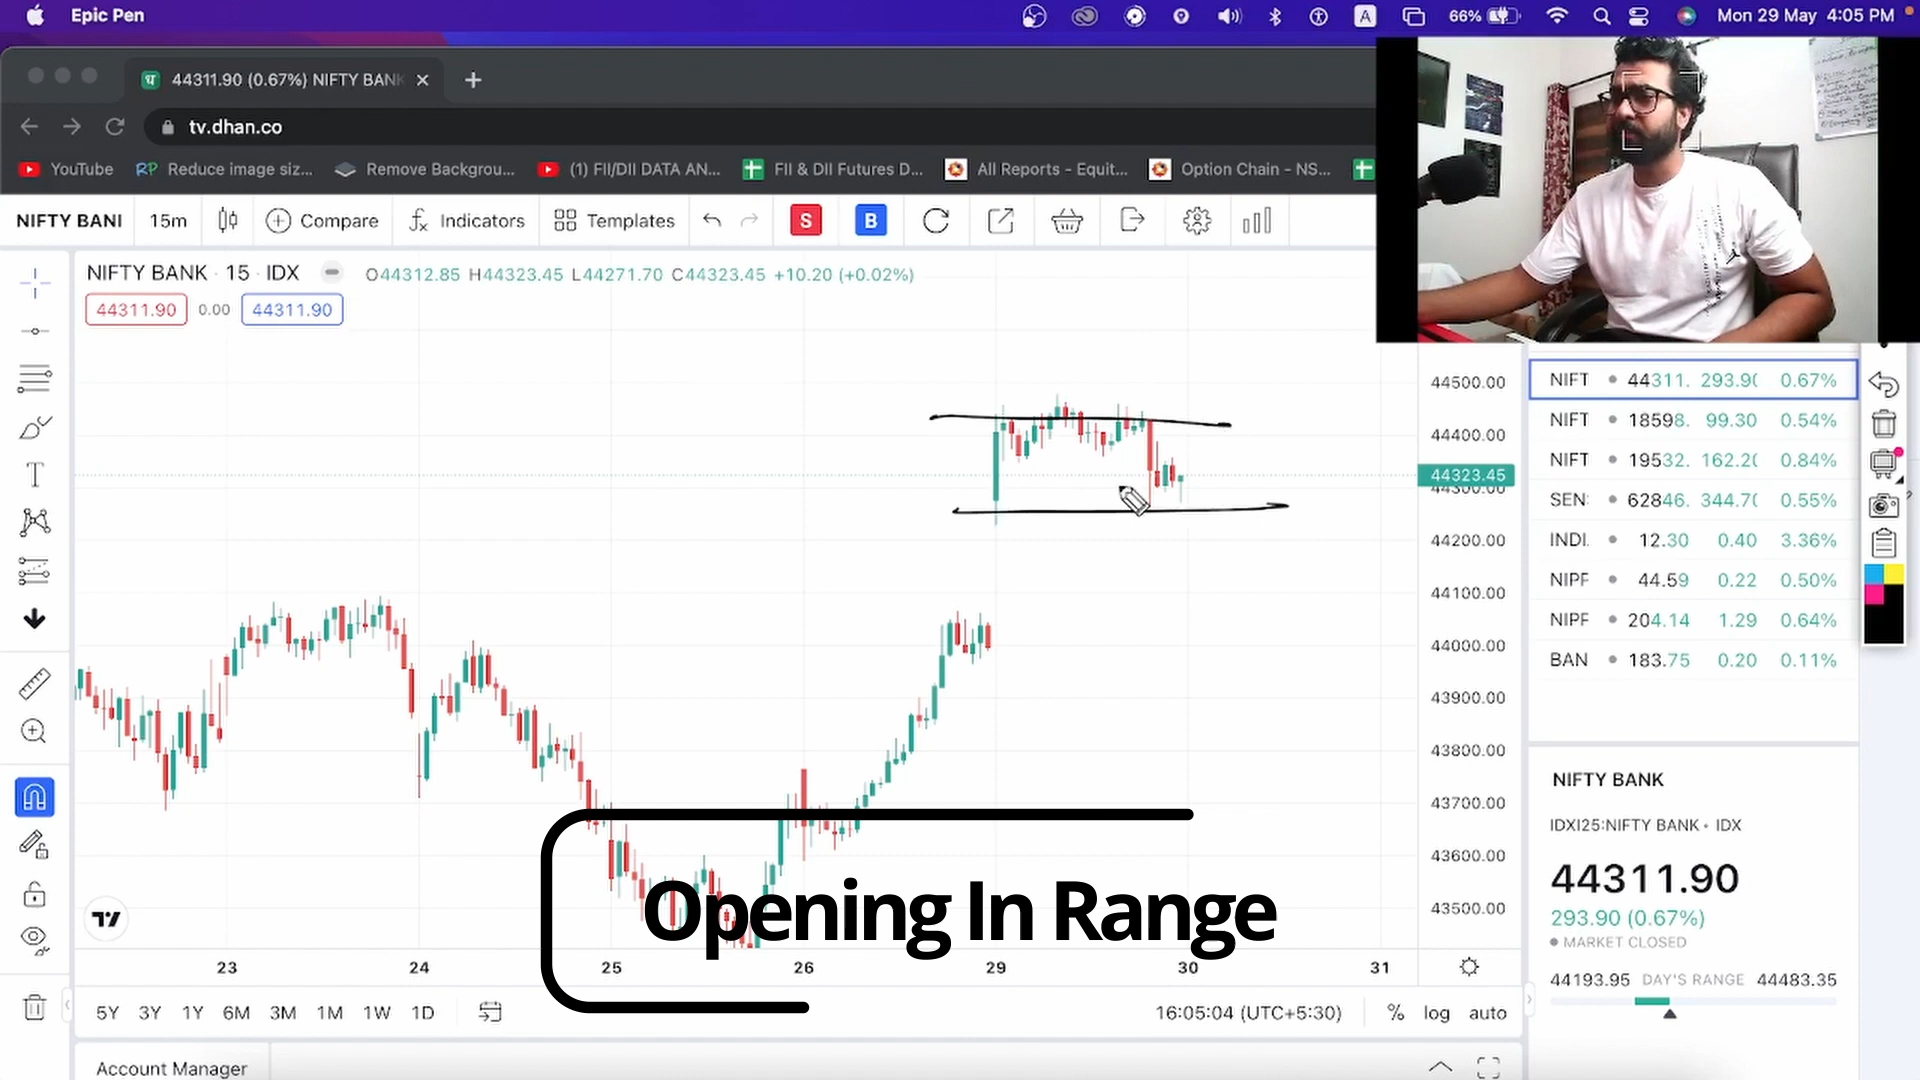 Epic Pen
A
66%
Mon 29 May 4:05 PM
44311.90 (0.67%) NIFTY BANK
tv.dhan.co
YouTube
RP Reduce image siz...
Remove Backgrou...
(1) FII/DII DATA AN...
FII & DII Futures D...
All Reports - Equit...
Option Chain - NS...
NIFTY BANI
15m
Compare
Indicators
Templates
S
B
NIFTY BANK · 15 · IDX
O44312.85 H44323.45 L44271.70 C44323.45 +10.20 (+0.02%)
44311.90 0.00 44311.90
44500.00
44400.00
44323.45
44300.00
44200.00
44100.00
44000.00
43900.00
43800.00
43700.00
43600.00
43500.00
NIFT 44311. 293.90 0.67%
NIFT 18598. 99.30 0.54%
NIFT 19532. 162.20 0.84%
SEN 62846. 344.70 0.55%
INDI. 12.30 0.40 3.36%
NIPF 44.59 0.22 0.50%
NIPF 204.14 1.29 0.64%
BAN 183.75 0.20 0.11%
NIFTY BANK
IDXI25:NIFTY BANK • IDX
44311.90
293.90 (0.67%)
MARKET CLOSED
44193.95 DAY'S RANGE 44483.35
Opening In Range
23 24 25 26 29 30 31
5Y 3Y 1Y 6M 3M 1M 1W 1D
16:05:04 (UTC+5:30)
% log auto
Account Manager